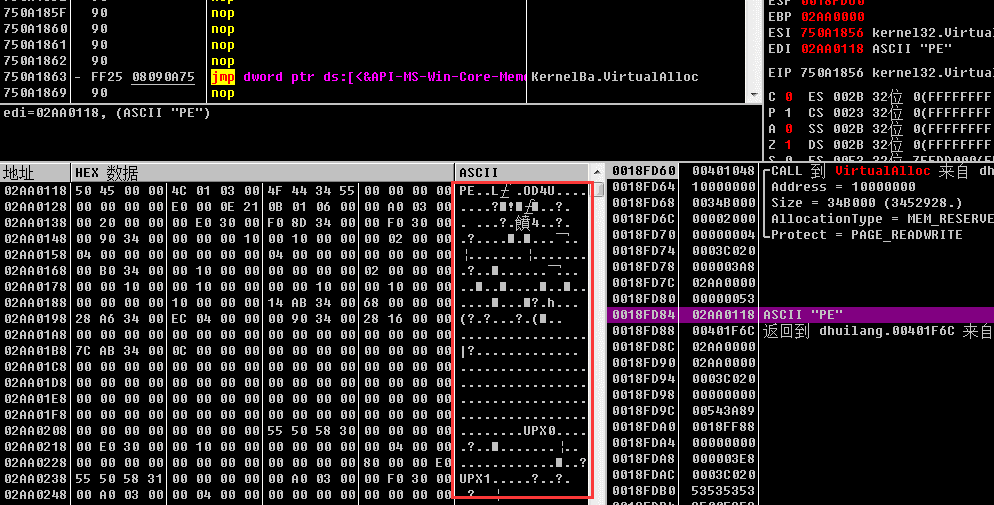 750A185F 90 nop
750A1860 90 nop
750A1861 90 nop
750A1862 90 nop
750A1863 - FF25 08090A75 jmp dword ptr ds:[<&API-MS-Win-Core-Mem KernelBa.VirtualAlloc
750A1869 90 nop
edi=02AA0118, (ASCII "PE")
ESP 0018FD60
EBP 02AA0000
ESI 750A1856 kernel32.Virtua
EDI 02AA0118 ASCII "PE"
EIP 750A1856 kernel32.Virtua
C 0 ES 002B 32位 0(FFFFFFFF
P 1 CS 0023 32位 0(FFFFFFFF
A 0 SS 002B 32位 0(FFFFFFFF
Z 1 DS 002B 32位 0(FFFFFFFF
地址 HEX 数据 ASCII
02AA0118 50 45 00 00 4C 01 03 00 4F 44 34 55 00 00 00 00 PE..L
02AA0128 00 00 00 00 E0 00 0E 21 0B 01 06 00 00 A0 03 00
02AA0138 00 20 00 00 00 E0 30 00 F0 8D 34 00 00 F0 30 00
02AA0148 00 90 34 00 00 00 00 10 00 10 00 00 00 02 00 00
02AA0158 04 00 00 00 00 00 00 00 04 00 00 00 00 00 00 00
02AA0168 00 B0 34 00 00 10 00 00 00 00 00 00 02 00 00 00
02AA0178 00 00 10 00 00 10 00 00 00 00 10 00 00 10 00 00
02AA0188 00 00 00 00 10 00 00 00 14 AB 34 00 68 00 00 00
02AA0198 28 A6 34 00 EC 04 00 00 00 90 34 00 28 16 00 00 (?.?...?.(
02AA01A8 00 00 00 00 00 00 00 00 00 00 00 00 00 00 00 00 ................
02AA01B8 7C AB 34 00 0C 00 00 00 00 00 00 00 00 00 00 00 |?..............
02AA01C8 00 00 00 00 00 00 00 00 00 00 00 00 00 00 00 00 ................
02AA01D8 00 00 00 00 00 00 00 00 00 00 00 00 00 00 00 00 ................
02AA01E8 00 00 00 00 00 00 00 00 00 00 00 00 00 00 00 00 ................
02AA01F8 00 00 00 00 00 00 00 00 00 00 00 00 00 00 00 00 ................
02AA0208 00 00 00 00 00 00 00 00 55 50 58 30 00 00 00 00 ........UPX0....
02AA0218 00 E0 30 00 00 10 00 00 00 00 00 00 00 04 00 00
02AA0228 00 00 00 00 00 00 00 00 00 00 00 00 80 00 00 E0
02AA0238 55 50 58 31 00 00 00 00 00 A0 03 00 00 F0 30 00 UPX1.....?..?.
02AA0248 00 A0 03 00 00 04 00 00 00 00 00 00 00 00 00 00
0018FD60 00401048 CALL 到 VirtualAlloc 来自 dh
0018FD64 10000000 Address = 10000000
0018FD68 0034B000 Size = 34B000 (3452928.)
0018FD6C 00002000 AllocationType = MEM_RESERVE
0018FD70 00000004 Protect = PAGE_READWRITE
0018FD74 0003C020
0018FD78 000003A8
0018FD7C 02AA0000
0018FD80 00000053
0018FD84 02AA0118 ASCII "PE"
0018FD88 00401F6C 返回到 dhuilang.00401F6C 来自
0018FD8C 02AA0000
0018FD90 02AA0000
0018FD94 0003C020
0018FD98 00000000
0018FD9C 00543A89
0018FDA0 0018FF88
0018FDA4 00000000
0018FDA8 000003E8
0018FDAC 0003C020
0018FDB0 53535353